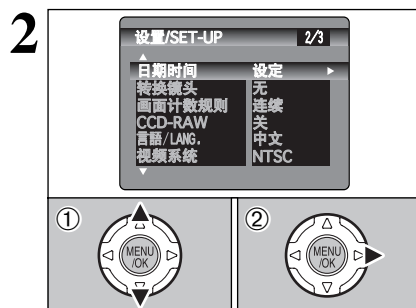 2
设置/SET-UP 2/3
日期时间 设定
转换镜头 无
画面计数规则 连续
CCD-RAW 关
言語/LANG. 中文
视频系统 NTSC
① ②
MENU/OK MENU/OK